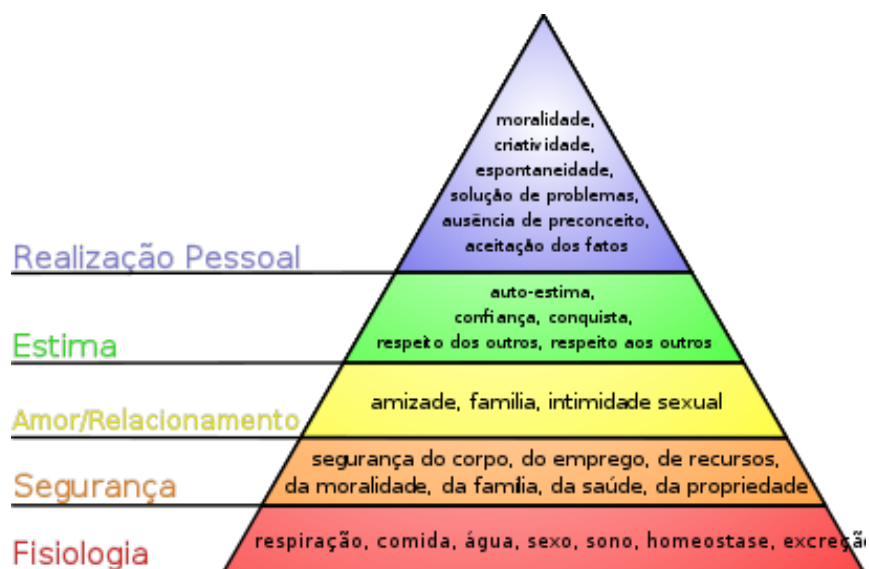 moralidade,
criatividade,
espontaneidade,
solução de problemas,
ausência de preconceito,
aceitação dos fatos
Realização Pessoal
auto-estima,
confiança, conquista,
respeito dos outros, respeito aos outros
Estima
amizade, família, intimidade sexual
Amor/Relacionamento
segurança do corpo, do emprego, de recursos,
da moralidade, da família, da saúde, da propriedade
Segurança
respiração, comida, água, sexo, sono, homeostase, excreção
Fisiologia